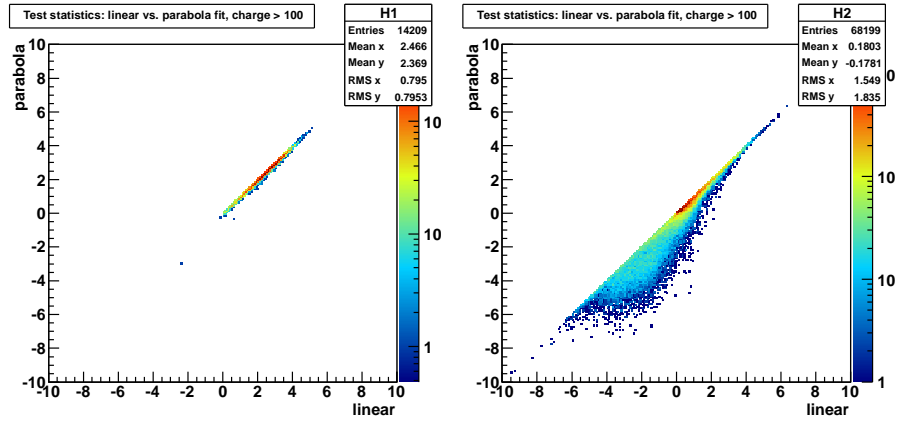 Test statistics: linear vs. parabola fit, charge > 100
H1
Entries 14209
Mean x 2.466
Mean y 2.369
RMS x 0.795
RMS y 0.7953
parabola
10
8
6
4
2
0
-2
-4
-6
-8
-10
-10 -8 -6 -4 -2 0 2 4 6 8 10
linear
10
10
1
Test statistics: linear vs. parabola fit, charge > 100
H2
Entries 68199
Mean x 0.1803
Mean y -0.1781
RMS x 1.549
RMS y 1.835
parabola
10
8
6
4
2
0
-2
-4
-6
-8
-10
-10 -8 -6 -4 -2 0 2 4 6 8 10
linear
0
10
10
1